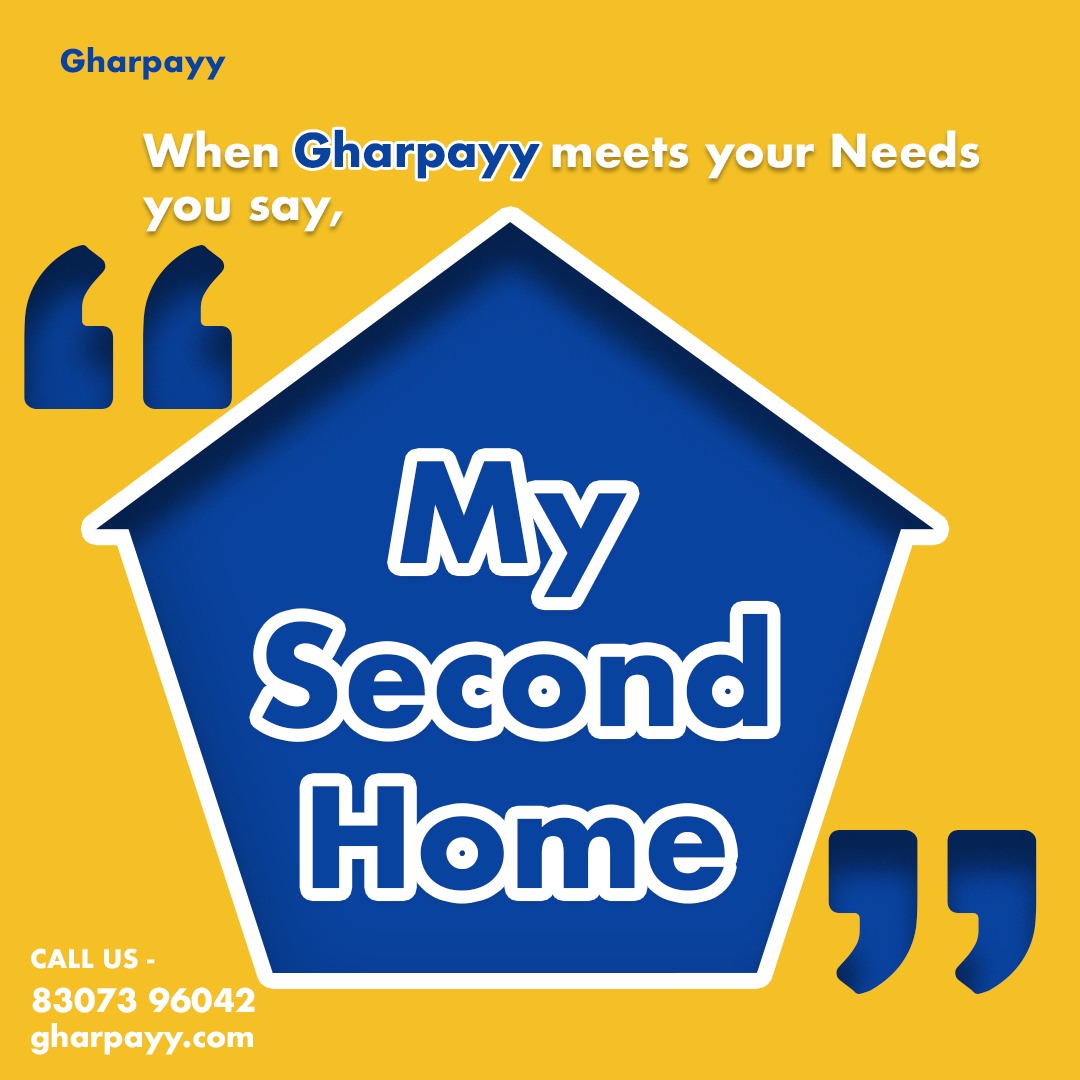 Gharpayy
When Gharpayy meets your Needs
you say,
“
My
Second
Home
”
CALL US -
83073 96042
gharpayy.com